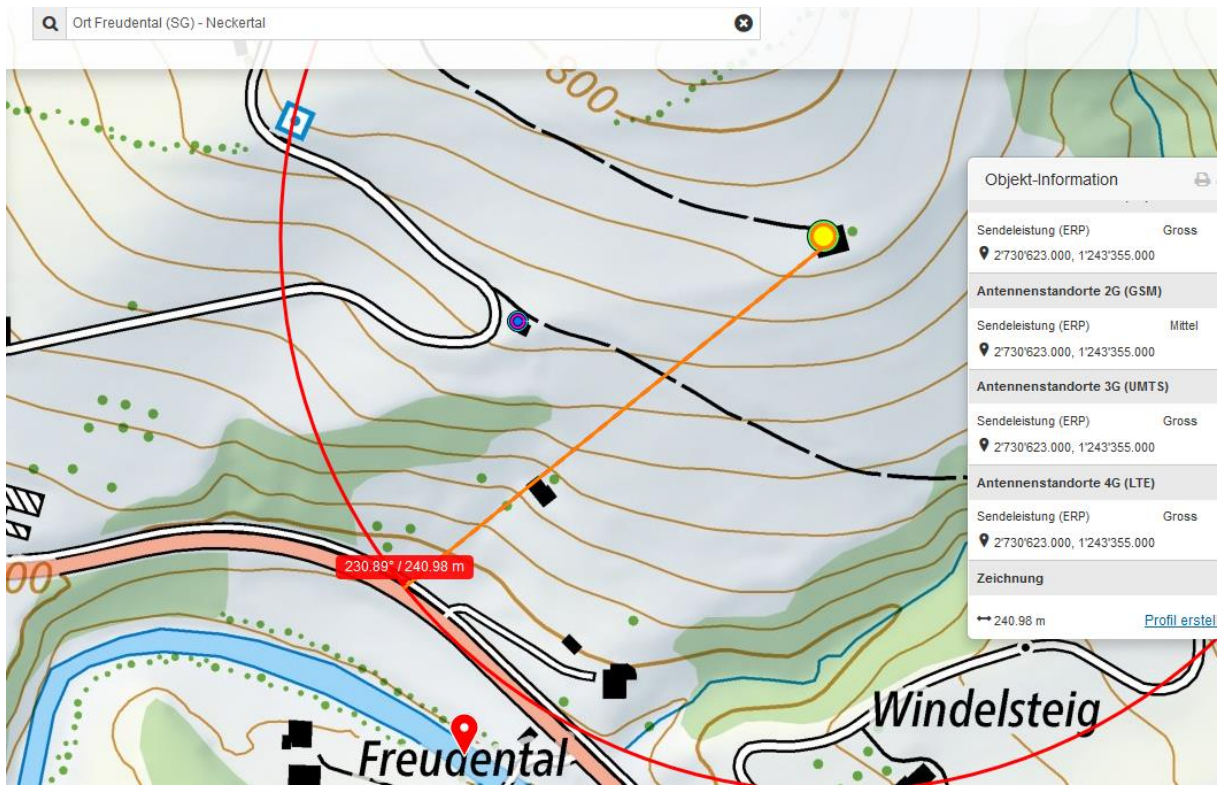 Ort Freudental (SG) - Neckertal
800
Objekt-Information
Sendeleistung (ERP) Gross
2'730'623.000, 1'243'355.000
Antennenstandorte 2G (GSM)
Sendeleistung (ERP) Mittel
2'730'623.000, 1'243'355.000
Antennenstandorte 3G (UMTS)
Sendeleistung (ERP) Gross
2'730'623.000, 1'243'355.000
Antennenstandorte 4G (LTE)
Sendeleistung (ERP) Gross
2'730'623.000, 1'243'355.000
Zeichnung
240.98 m Profil erstel
230.89° / 240.98 m
00
Windelsteig
Freudental